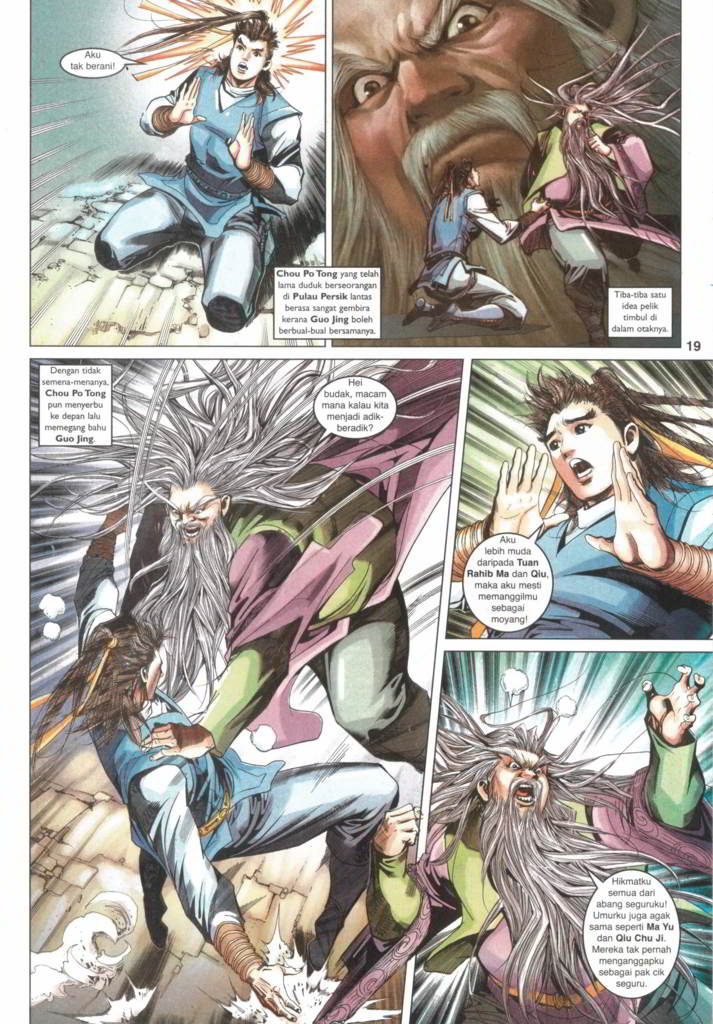 Aku
tak berani!
Chou Po Tong yang telah
lama duduk berseorangan
di Pulau Persik lantas
berasa sangat gembira
kerana Guo Jing boleh
berbual-bual bersamanya.
Tiba-tiba satu
idea pelik
timbul di
dalam otaknya.
19
Dengan tidak
semena-menanya,
Chou Po Tong
pun menyerbu
ke depan lalu
memegang bahu
Guo Jing.
Hei
budak, macam
mana kalau kita
menjadi adik-
beradik?
Aku
lebih muda
daripada Tuan
Rahib Ma dan Qiu,
maka aku mesti
memanggilmu
sebagai
moyang!
Hikmatku
semua dari
abang seguruku!
Umurku juga agak
sama seperti Ma Yu
dan Qiu Chu Ji.
Mereka tak pernah
menganggapku
sebagai pak cik
seguru.